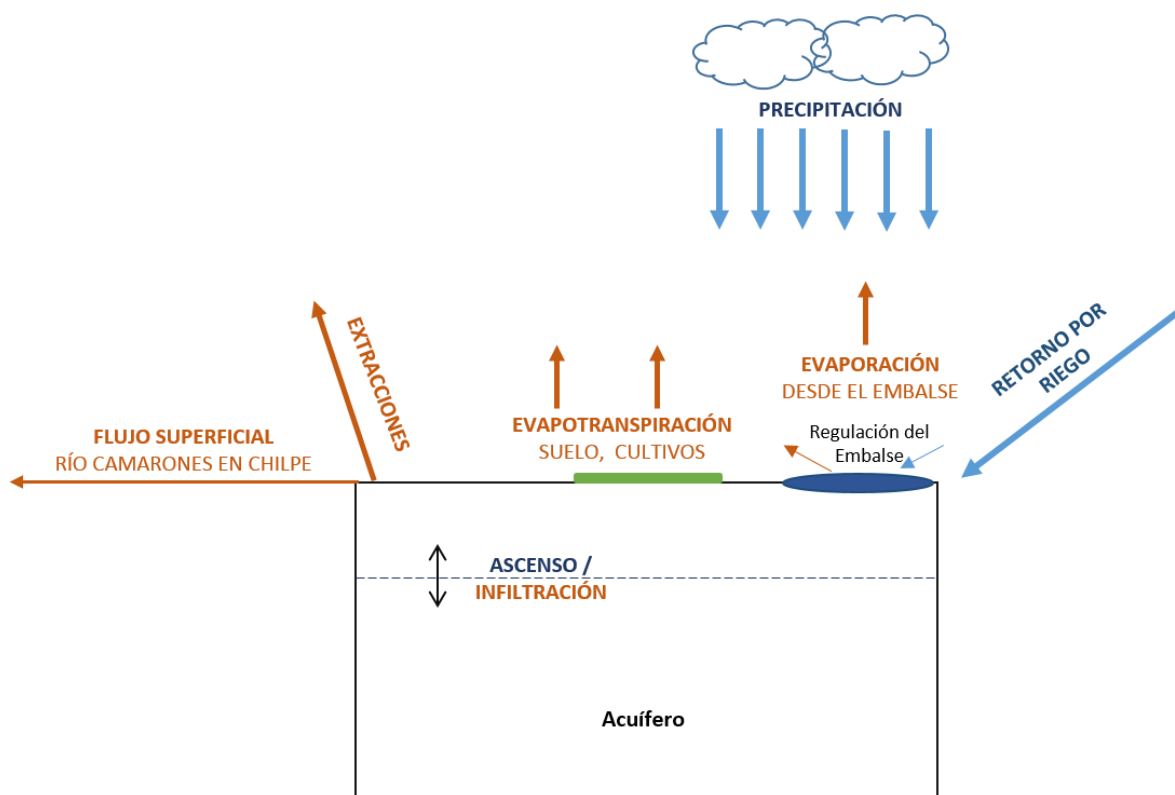 PRECIPITACIÓN
EXTRACCIONES
RETORNO POR
RIEGO
EVAPORACIÓN
DESDE EL EMBALSE
EVAPOTRANSPIRACIÓN
SUELO, CULTIVOS
Regulación del
Embalse
FLUJO SUPERFICIAL
RÍO CAMARONES EN CHILPE
ASCENSO /
INFILTRACIÓN
Acuífero